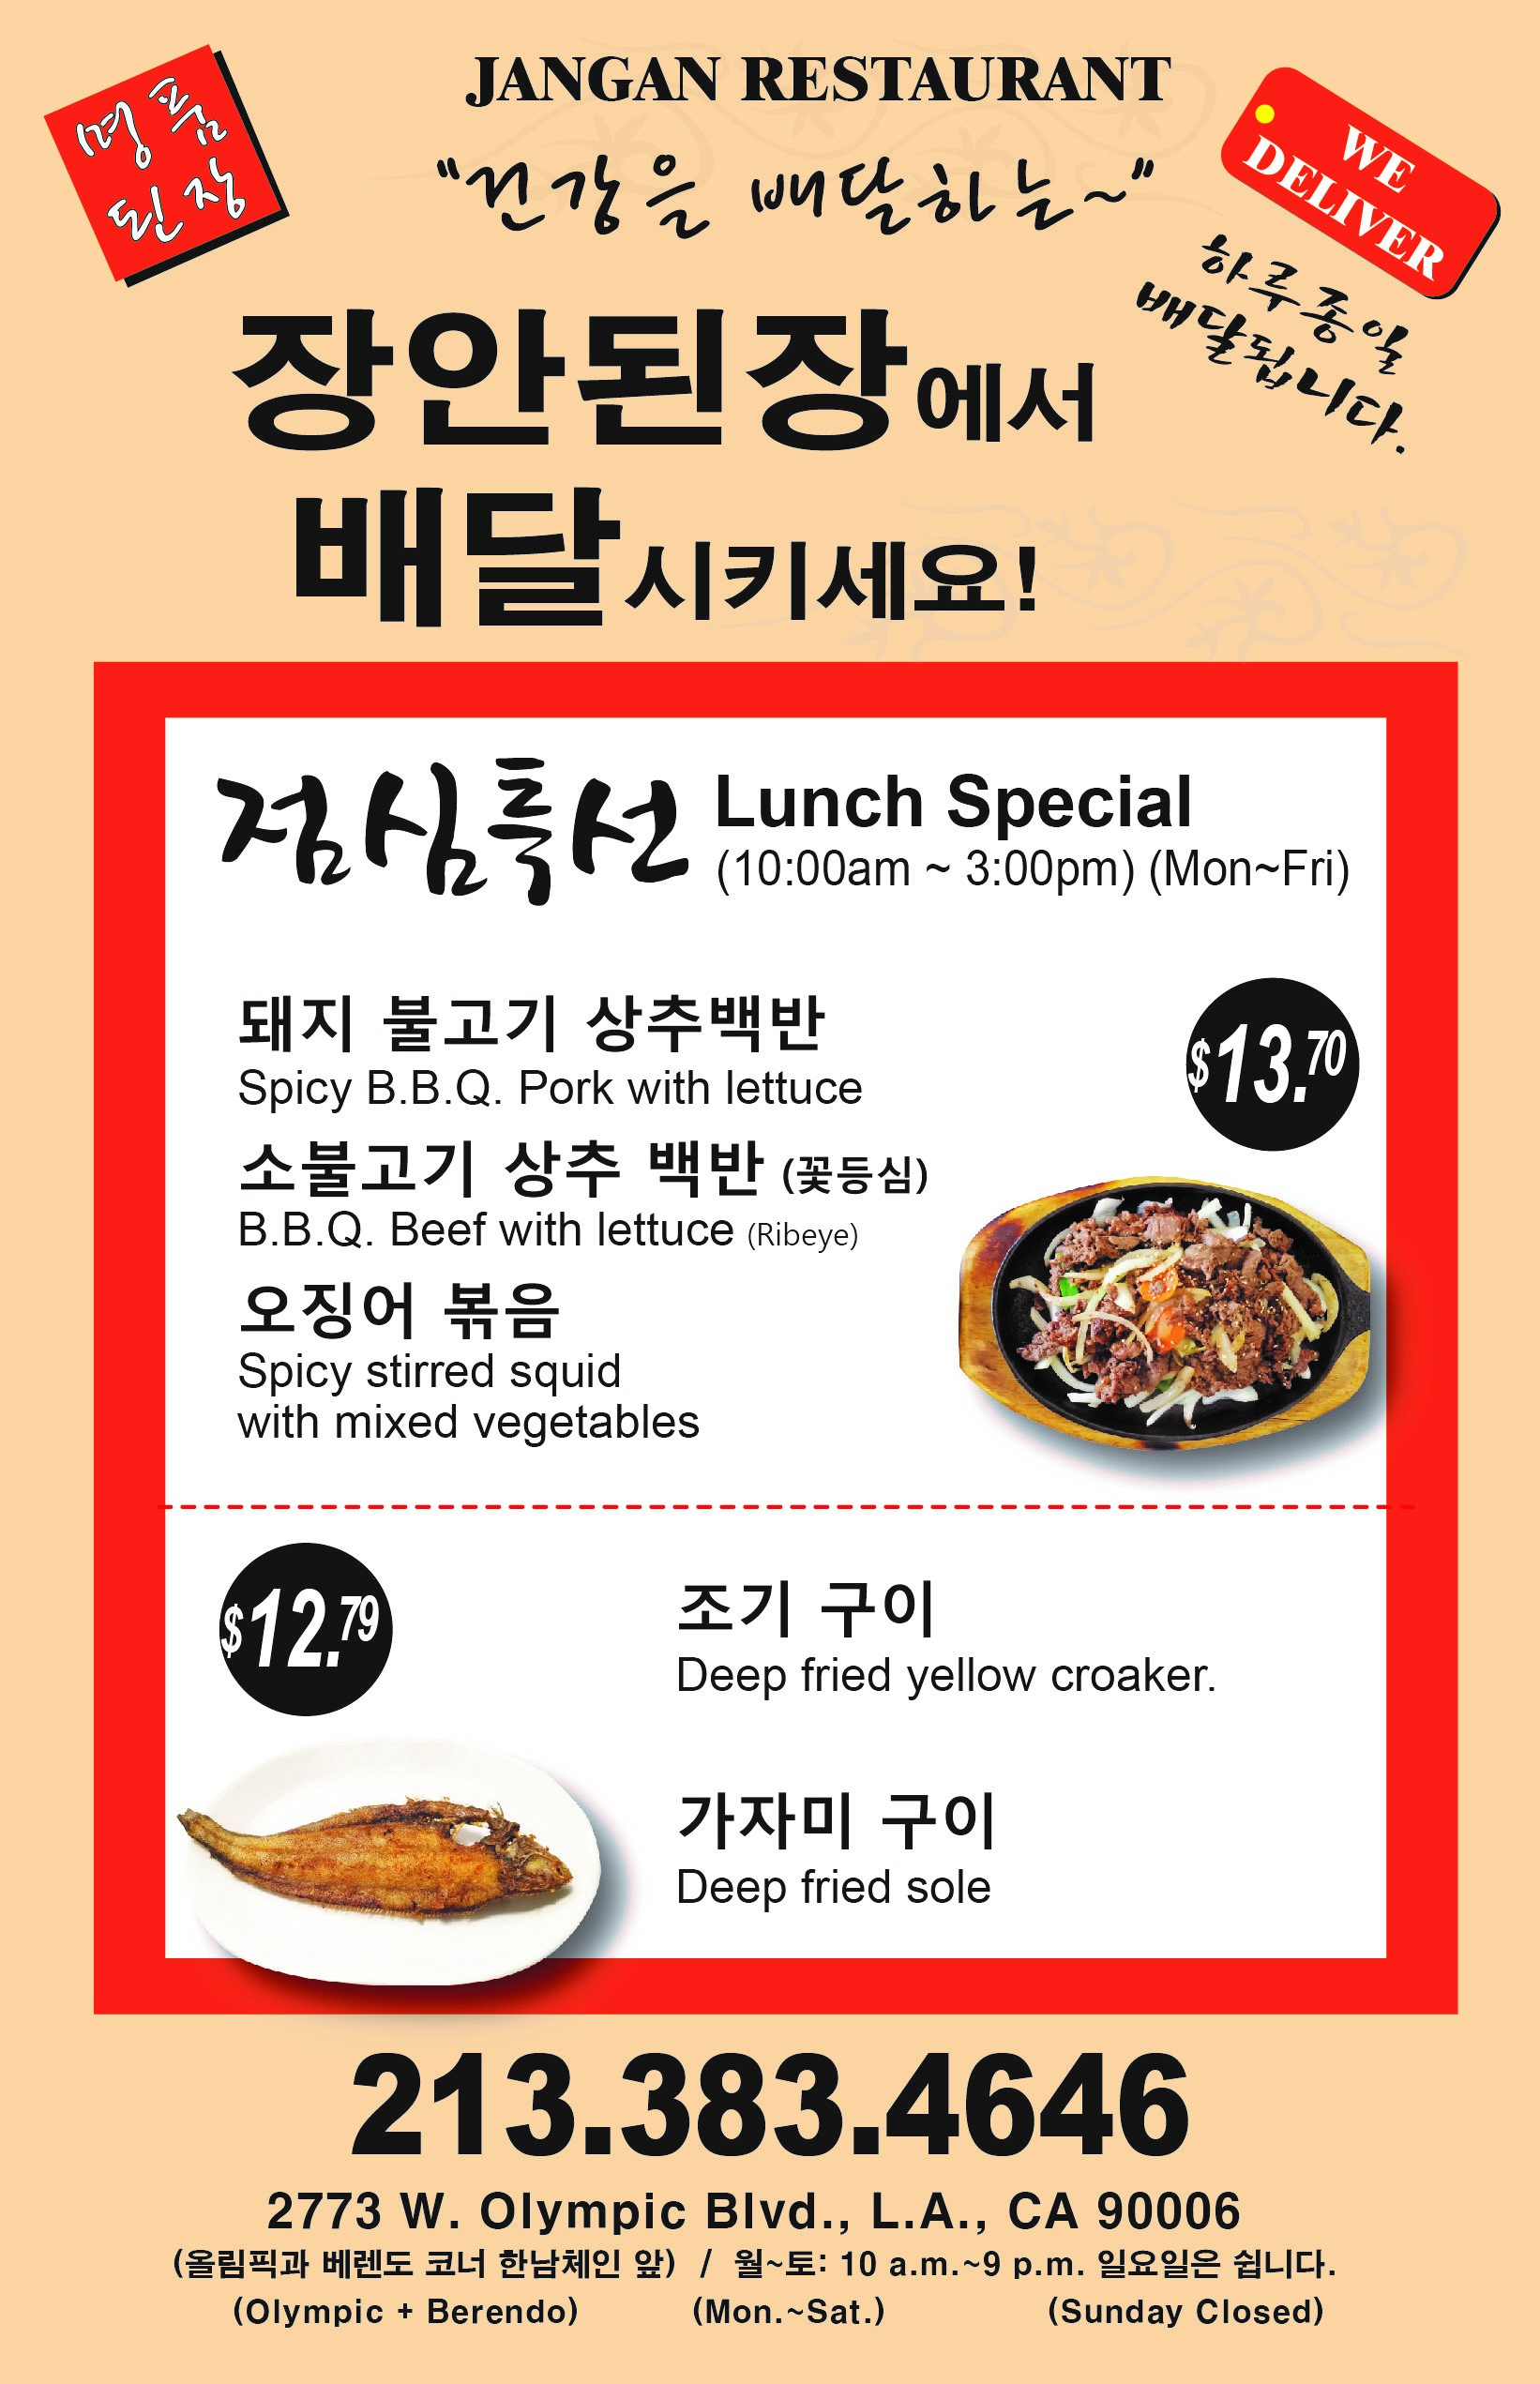 명품
된장
JANGAN RESTAURANT
"건강을 배달하는~"
WE
DELIVER
하루종일
배달됩니다.
장안된장에서
배달시키세요!
점심특선 Lunch Special
(10:00am ~ 3:00pm) (Mon~Fri)
돼지 불고기 상추백반
$13.70
Spicy B.B.Q. Pork with lettuce
소불고기 상추 백반 (꽃등심)
B.B.Q. Beef with lettuce (Ribeye)
오징어 볶음
Spicy stirred squid
with mixed vegetables
$12.79
조기 구이
Deep fried yellow croaker.
가자미 구이
Deep fried sole
213.383.4646
2773 W. Olympic Blvd., L.A., CA 90006
(올림픽과 베렌도 코너 한남체인 앞) / 월~토: 10 a.m.~9 p.m. 일요일은 쉽니다.
(Olympic + Berendo) (Mon.~Sat.) (Sunday Closed)